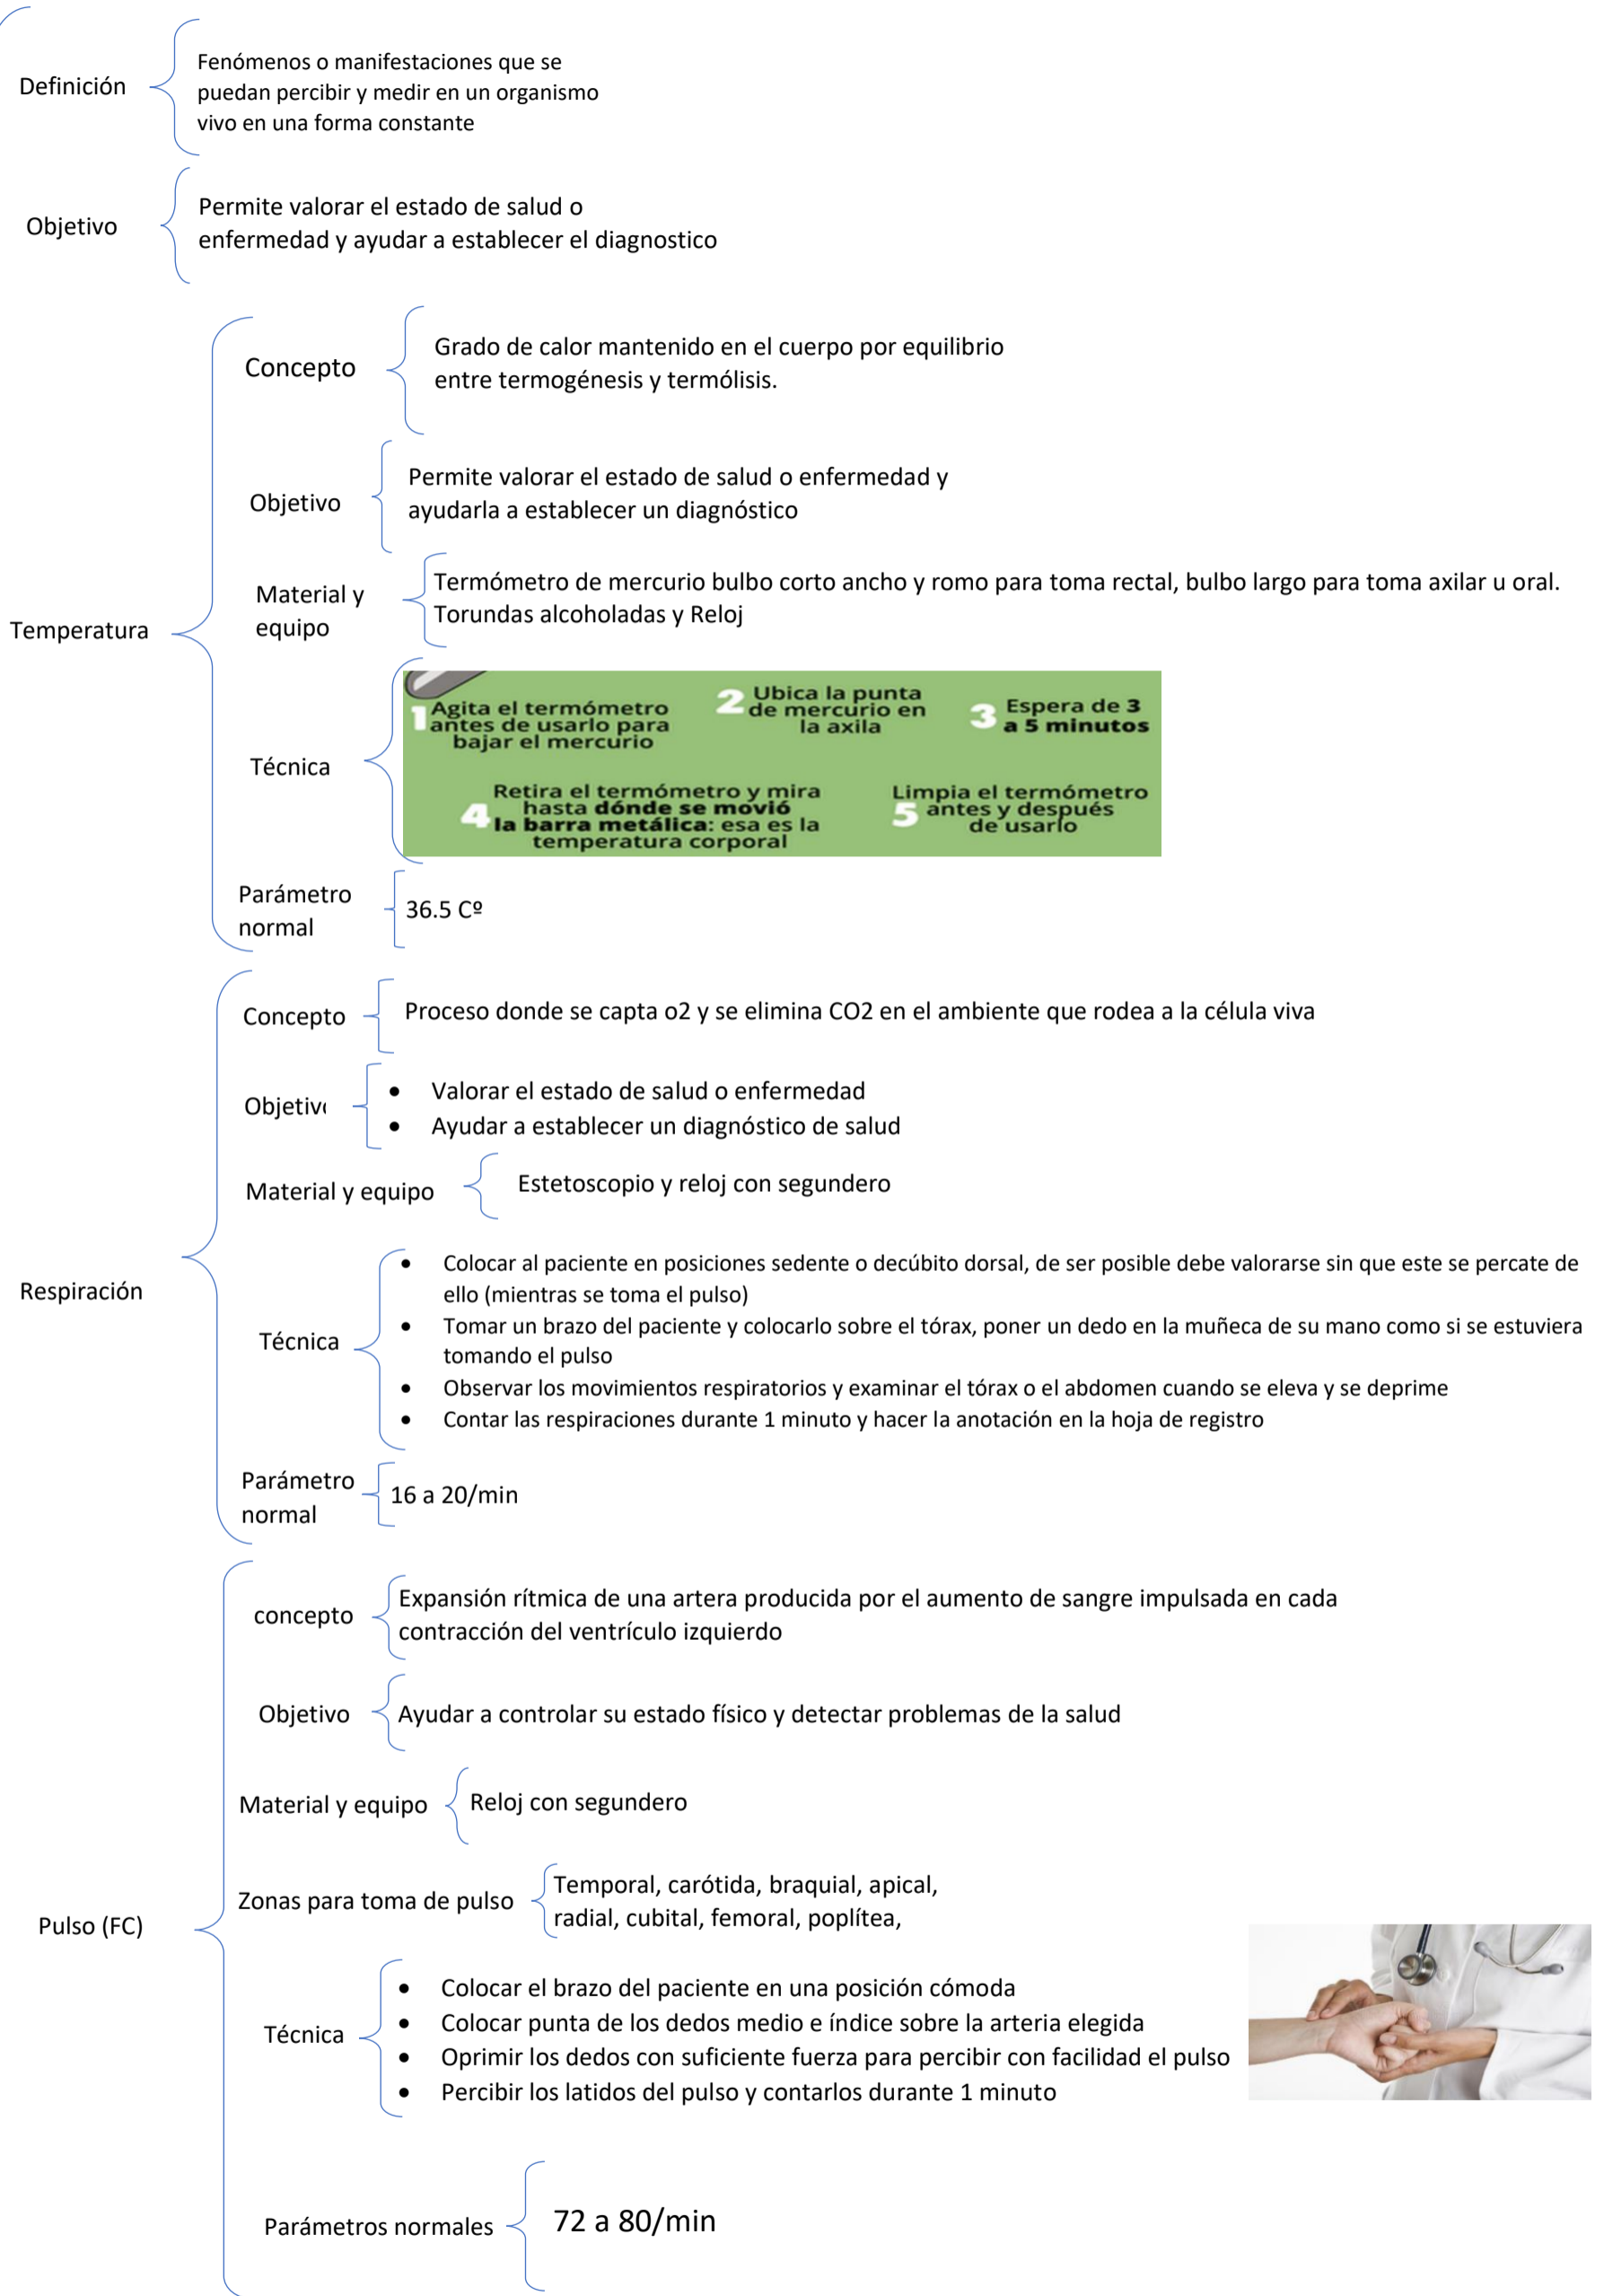 Definición
Fenómenos o manifestaciones que se
puedan percibir y medir en un organismo
vivo en una forma constante
Objetivo
Permite valorar el estado de salud o
enfermedad y ayudar a establecer el diagnostico
Temperatura
Concepto
Grado de calor mantenido en el cuerpo por equilibrio
entre termogénesis y termólisis.
Objetivo
Permite valorar el estado de salud o enfermedad y
ayudarla a establecer un diagnóstico
Material y
equipo
Termómetro de mercurio bulbo corto ancho y romo para toma rectal, bulbo largo para toma axilar u oral.
Torundas alcoholadas y Reloj
Técnica
1 Agita el termómetro
antes de usarlo para
bajar el mercurio
2 Ubica la punta
de mercurio en
la axila
3 Espera de 3
a 5 minutos
4 Retira el termómetro y mira
hasta dónde se movió
la barra metálica: esa es la
temperatura corporal
5 Limpia el termómetro
antes y después
de usarlo
Parámetro
normal
36.5 Cº
Respiración
Concepto
Proceso donde se capta o2 y se elimina CO2 en el ambiente que rodea a la célula viva
Objetiv
• Valorar el estado de salud o enfermedad
• Ayudar a establecer un diagnóstico de salud
Material y equipo
Estetoscopio y reloj con segundero
Técnica
• Colocar al paciente en posiciones sedente o decúbito dorsal, de ser posible debe valorarse sin que este se percate de
ello (mientras se toma el pulso)
• Tomar un brazo del paciente y colocarlo sobre el tórax, poner un dedo en la muñeca de su mano como si se estuviera
tomando el pulso
• Observar los movimientos respiratorios y examinar el tórax o el abdomen cuando se eleva y se deprime
• Contar las respiraciones durante 1 minuto y hacer la anotación en la hoja de registro
Parámetro
normal
16 a 20/min
Pulso (FC)
concepto
Expansión rítmica de una artera producida por el aumento de sangre impulsada en cada
contracción del ventrículo izquierdo
Objetivo
Ayudar a controlar su estado físico y detectar problemas de la salud
Material y equipo
Reloj con segundero
Zonas para toma de pulso
Temporal, carótida, braquial, apical,
radial, cubital, femoral, poplítea,
Técnica
• Colocar el brazo del paciente en una posición cómoda
• Colocar punta de los dedos medio e índice sobre la arteria elegida
• Oprimir los dedos con suficiente fuerza para percibir con facilidad el pulso
• Percibir los latidos del pulso y contarlos durante 1 minuto
Parámetros normales
72 a 80/min